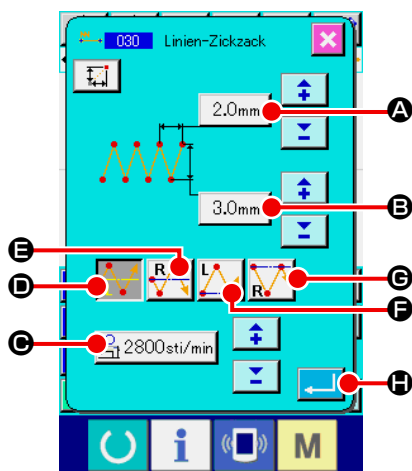 030 Linien-Zickzack
2.0mm
A
3.0mm
B
E
R
L
R
G
D
F
C
2800sti/min
H
i
M